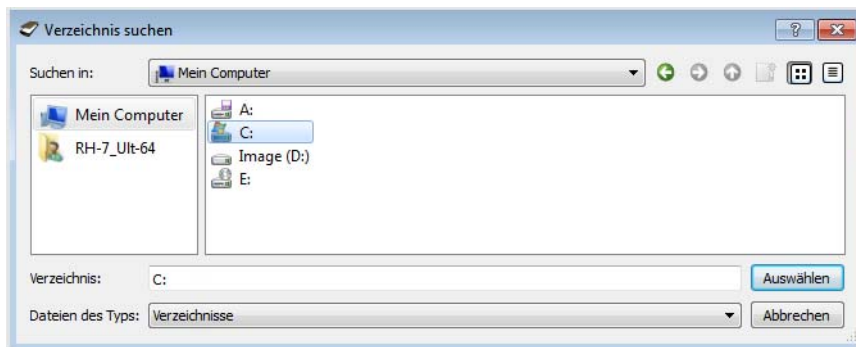 Verzeichnis suchen
Suchen in: Mein Computer
Mein Computer
RH-7_Ult-64
A:
C:
Image (D:)
E:
Verzeichnis: C: Auswählen
Dateien des Typs: Verzeichnisse Abbrechen